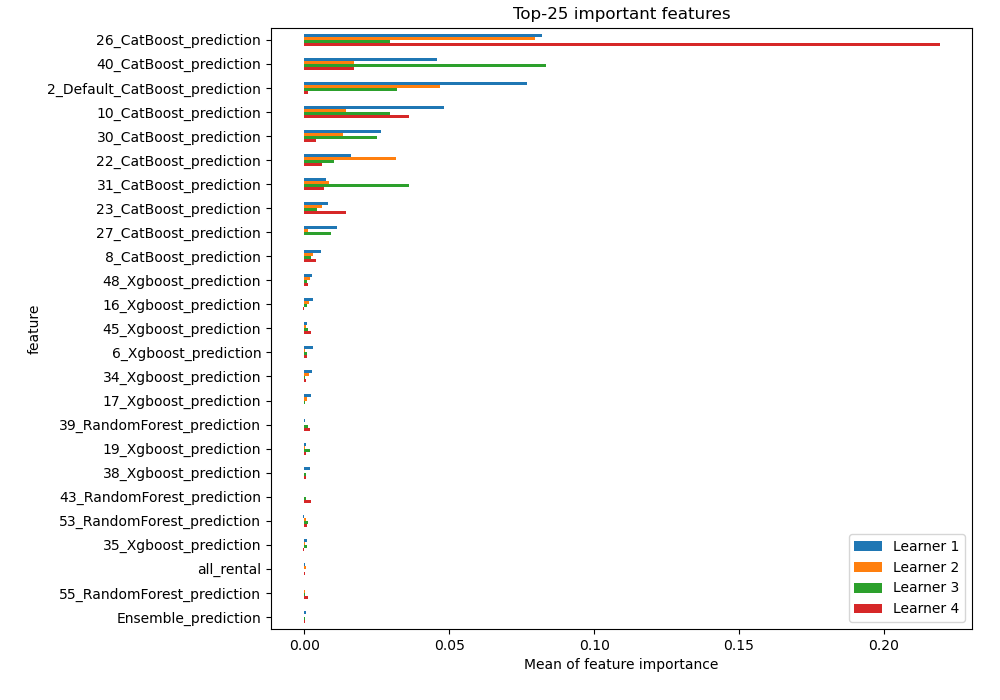 Top-25 important features
26_CatBoost_prediction
40_CatBoost_prediction
2_Default_CatBoost_prediction
10_CatBoost_prediction
30_CatBoost_prediction
22_CatBoost_prediction
31_CatBoost_prediction
23_CatBoost_prediction
27_CatBoost_prediction
8_CatBoost_prediction
48_Xgboost_prediction
16_Xgboost_prediction
45_Xgboost_prediction
6_Xgboost_prediction
34_Xgboost_prediction
17_Xgboost_prediction
39_RandomForest_prediction
19_Xgboost_prediction
38_Xgboost_prediction
43_RandomForest_prediction
53_RandomForest_prediction
35_Xgboost_prediction
all_rental
55_RandomForest_prediction
Ensemble_prediction
feature
Learner 1
Learner 2
Learner 3
Learner 4
0.00 0.05 0.10 0.15 0.20
Mean of feature importance